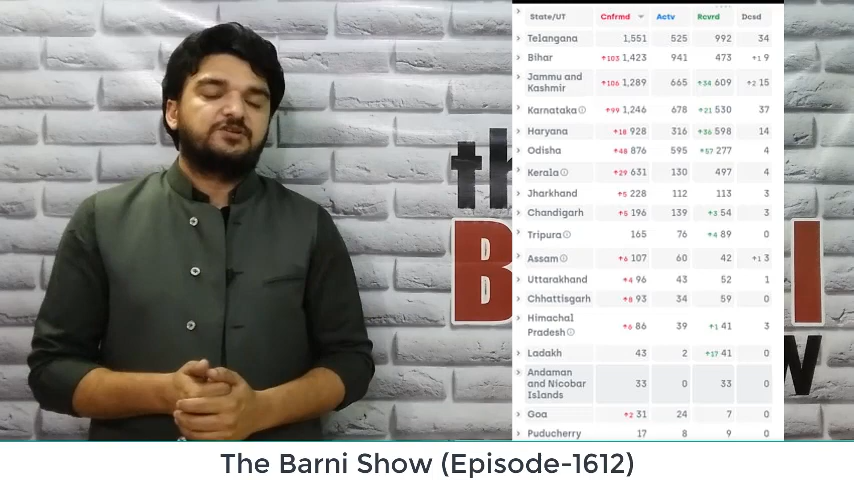 State/UT Cnfrmd Actv Rcvrd Dcsd
Telangana 1,551 525 992 34
Bihar ↑103 1,423 941 473 ↑1 9
Jammu and
Kashmir ↑106 1,289 665 ↑34 609 ↑2 15
Karnataka ↑99 1,246 678 ↑21 530 37
Haryana ↑18 928 316 ↑36 598 14
Odisha ↑48 876 595 ↑57 277 4
Kerala ↑29 631 130 497 4
Jharkhand ↑5 228 112 113 3
Chandigarh ↑5 196 139 ↑3 54 3
Tripura 165 76 ↑4 89 0
Assam ↑6 107 60 42 ↑1 3
Uttarakhand ↑4 96 43 52 1
Chhattisgarh ↑8 93 34 59 0
Himachal
Pradesh ↑6 86 39 ↑1 41 3
Ladakh 43 2 ↑17 41 0
Andaman
and Nicobar
Islands 33 0 33 0
Goa ↑2 31 24 7 0
Puducherry 17 8 9 0
The Barni Show (Episode-1612)